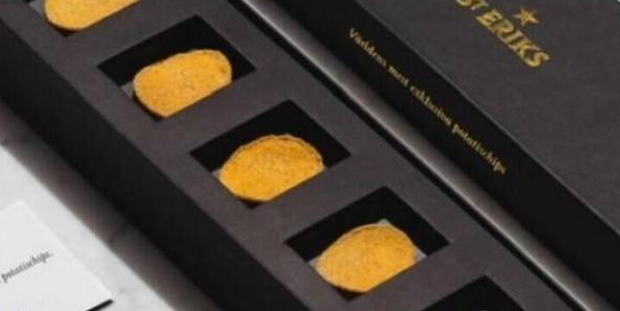 ST ERIKS
Världens mest exklusiva potatischips
potatischips.